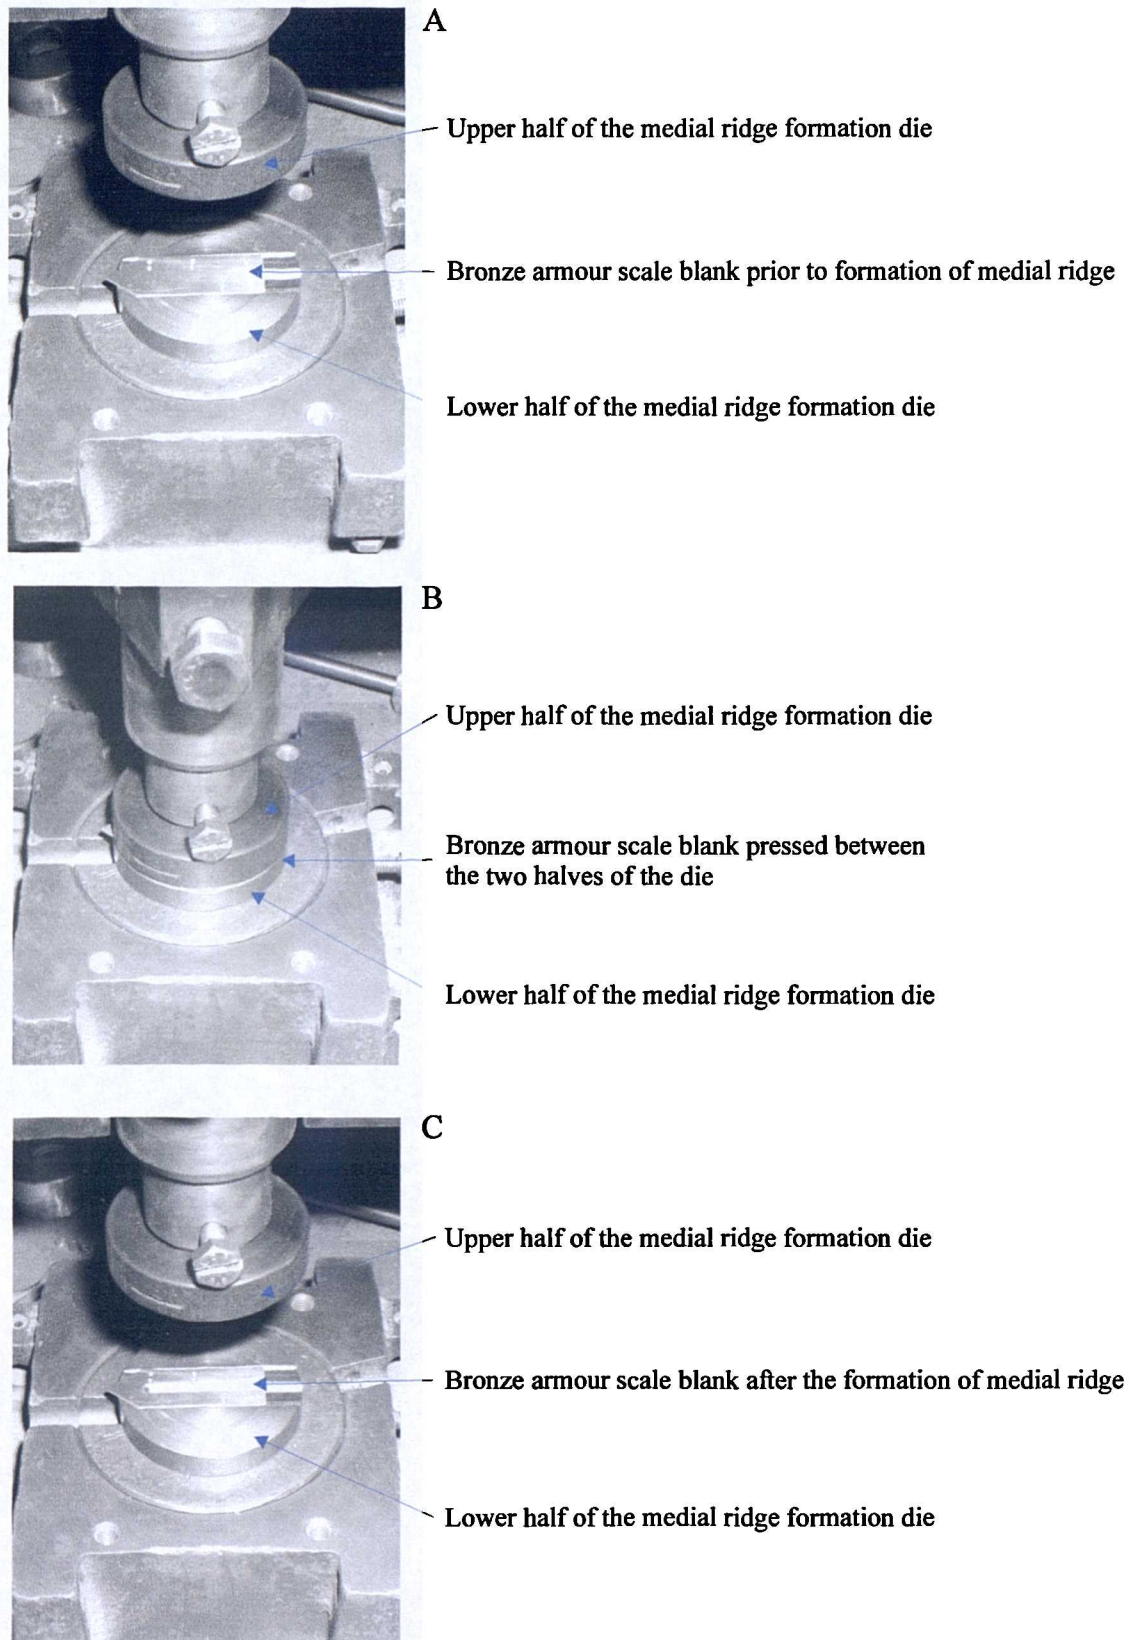 A
Upper half of the medial ridge formation die
Bronze armour scale blank prior to formation of medial ridge
Lower half of the medial ridge formation die
B
Upper half of the medial ridge formation die
Bronze armour scale blank pressed between
the two halves of the die
Lower half of the medial ridge formation die
C
Upper half of the medial ridge formation die
Bronze armour scale blank after the formation of medial ridge
Lower half of the medial ridge formation die